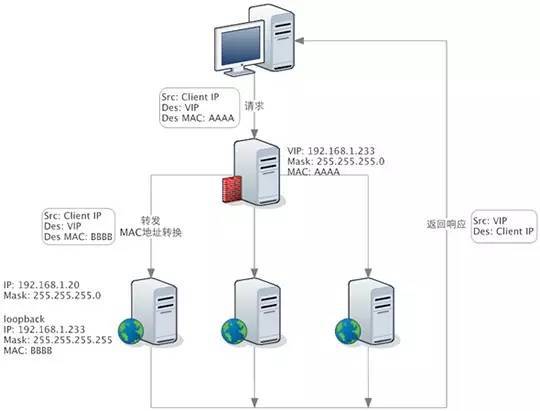 Src: Client IP
Des: VIP
Des MAC: AAAA
请求
VIP: 192.168.1.233
Mask: 255.255.255.0
MAC: AAAA
Src: Client IP
Des: VIP
Des MAC: BBBB
转发
MAC地址转换
返回响应
Src: VIP
Des: Client IP
IP: 192.168.1.20
Mask: 255.255.255.0
loopback
IP: 192.168.1.233
Mask: 255.255.255.255
MAC: BBBB